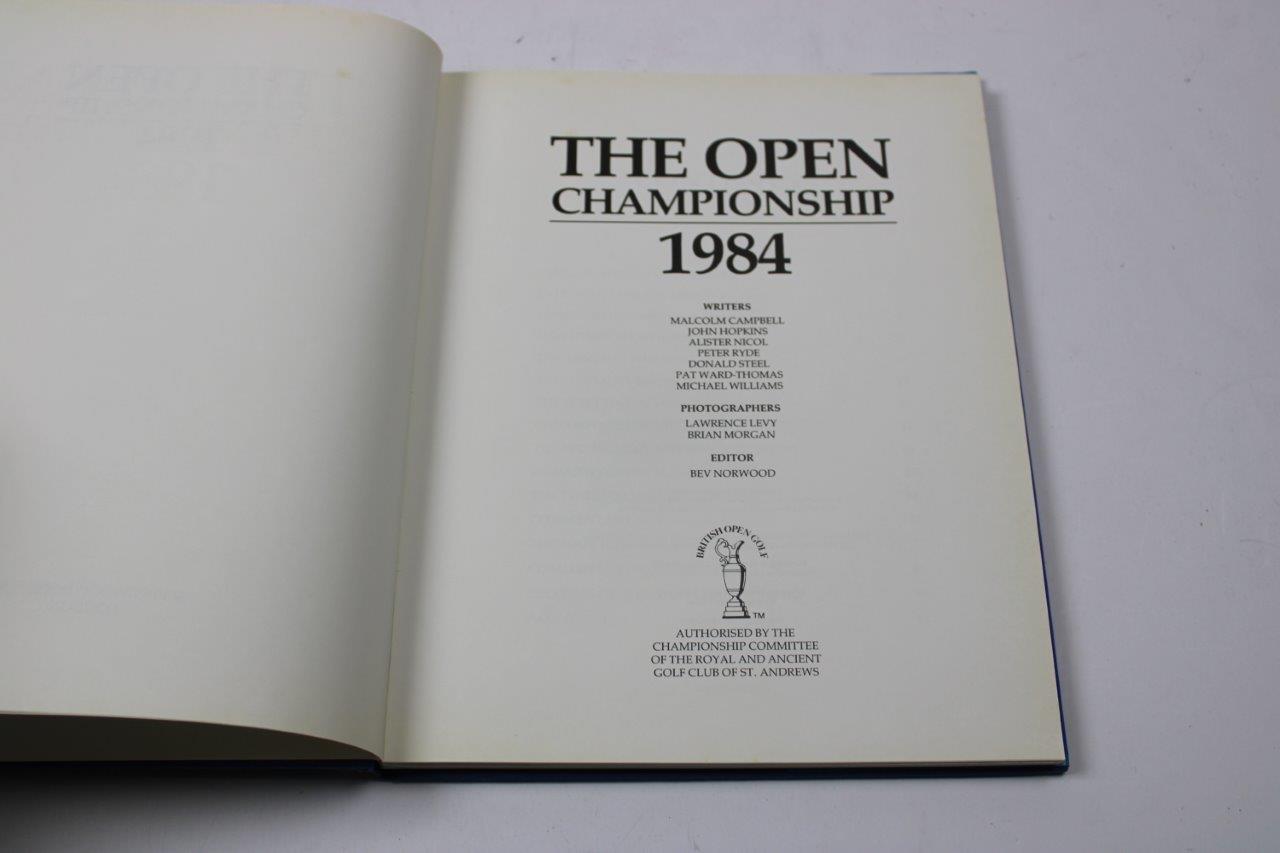 THE OPEN
CHAMPIONSHIP
1984
WRITERS
MALCOLM CAMPBELL
JOHN HOPKINS
ALISTER NICOL
PETER RYDE
DONALD STEEL
PAT WARD-THOMAS
MICHAEL WILLIAMS
PHOTOGRAPHERS
LAWRENCE LEVY
BRIAN MORGAN
EDITOR
BEV NORWOOD
BRITISH OPEN GOLF
TM
AUTHORISED BY THE
CHAMPIONSHIP COMMITTEE
OF THE ROYAL AND ANCIENT
GOLF CLUB OF ST. ANDREWS